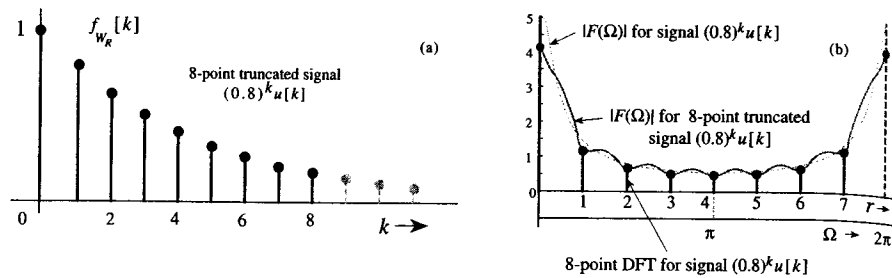 1
f_{W_R}[k]
(a)
8-point truncated signal
(0.8)^k u[k]
0
2
4
6
8
k →
5
4
3
2
1
0
|F(Ω)| for signal (0.8)^k u[k]
(b)
|F(Ω)| for 8-point truncated
signal (0.8)^k u[k]
1
2
3
4
5
6
7
r →
π
Ω →
2π
8-point DFT for signal (0.8)^k u[k]